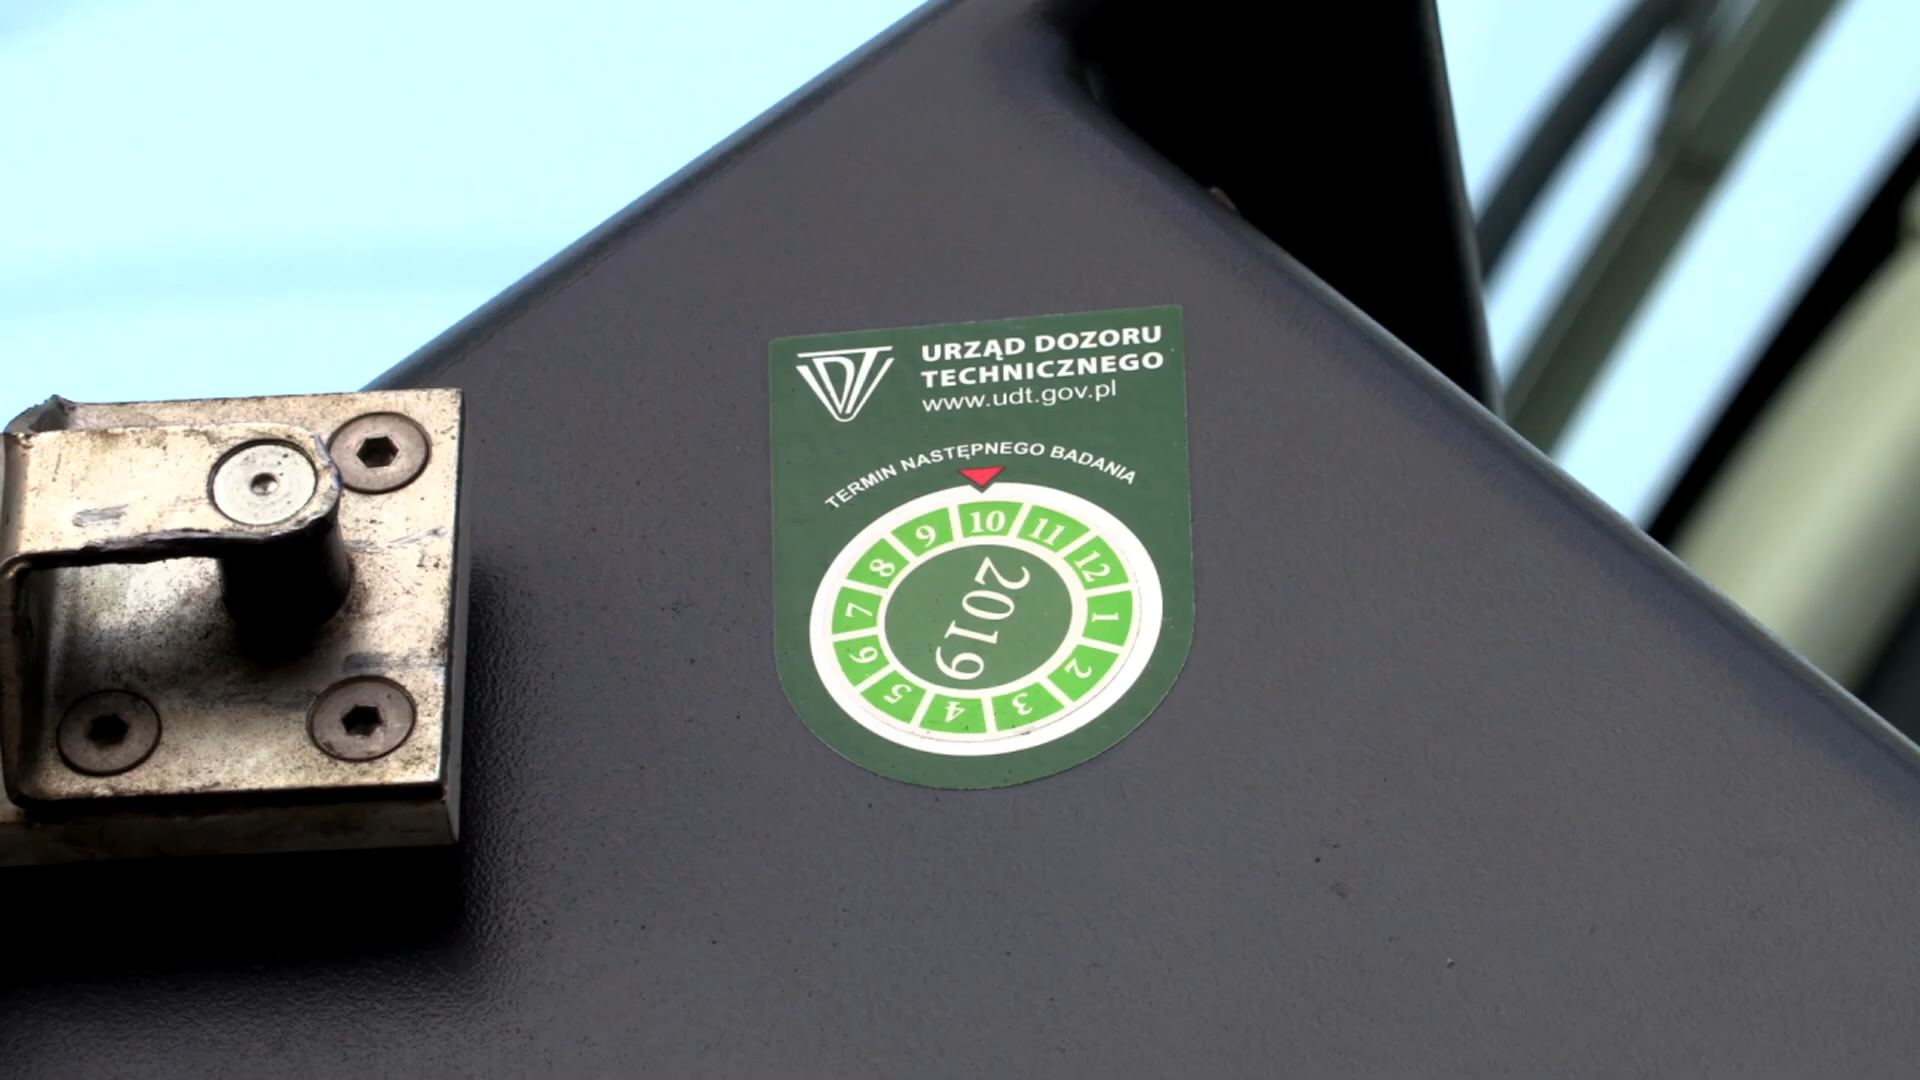 UDT URZĄD DOZORU
TECHNICZNEGO
www.udt.gov.pl
TERMIN NASTĘPNEGO BADANIA
10 11 12 1 2 3 4 5 6 7 8 9
2019